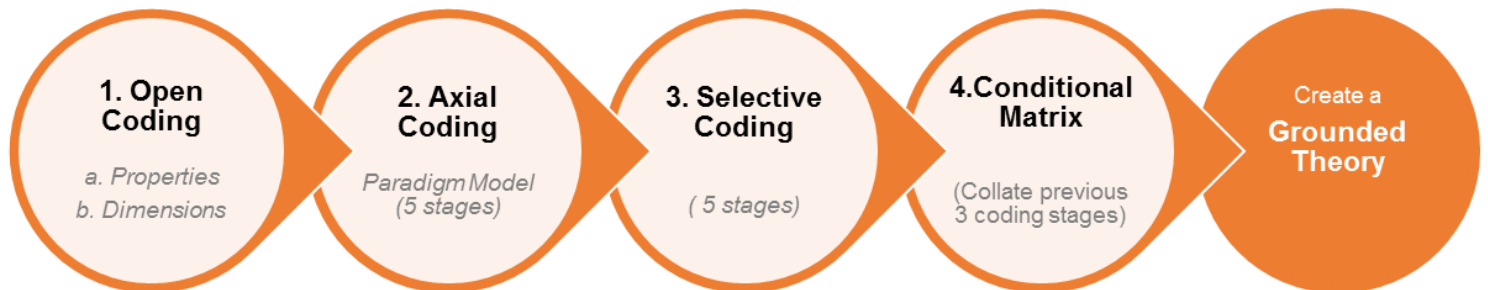 1. Open
Coding
a. Properties
b. Dimensions
2. Axial
Coding
Paradigm Model
(5 stages)
3. Selective
Coding
( 5 stages)
4.Conditional
Matrix
(Collate previous
3 coding stages)
Create a
Grounded
Theory